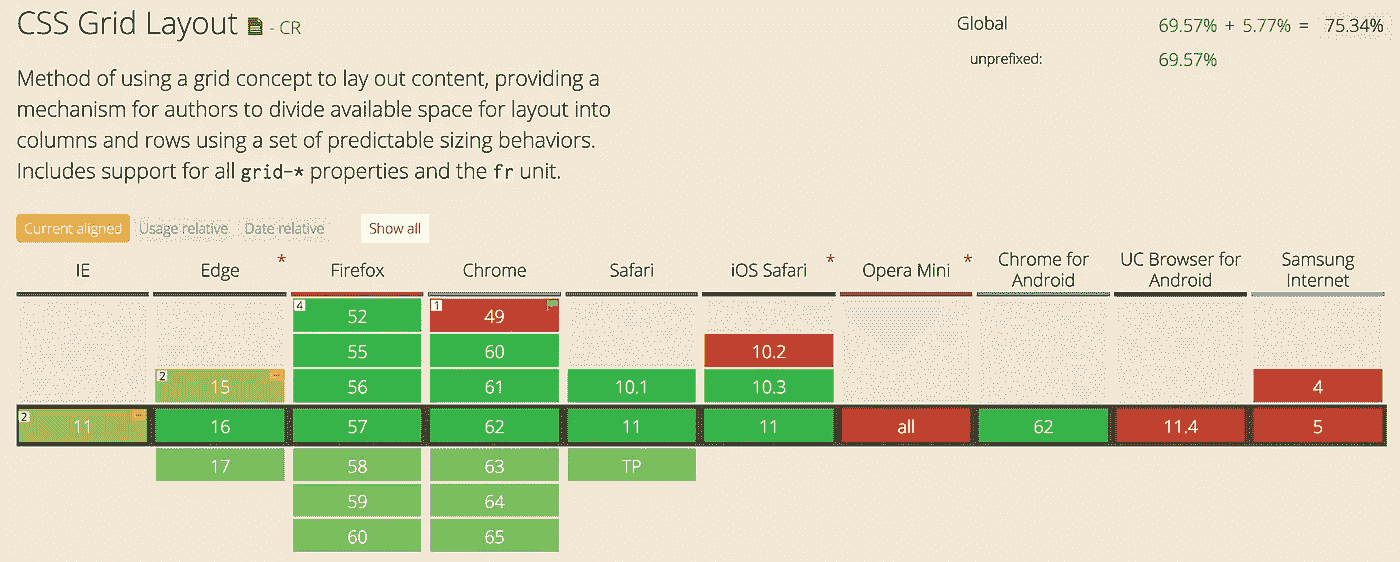 CSS Grid Layout - CR
Global 69.57% + 5.77% = 75.34%
unprefixed: 69.57%
Method of using a grid concept to lay out content, providing a
mechanism for authors to divide available space for layout into
columns and rows using a set of predictable sizing behaviors.
Includes support for all grid-* properties and the fr unit.
Current aligned Usage relative Date relative Show all
IE Edge * Firefox Chrome Safari iOS Safari * Opera Mini * Chrome for Android UC Browser for Android Samsung Internet
4 52 1 49
55 60 10.2
2 15 56 61 10.1 10.3 4
2 11 16 57 62 11 11 all 62 11.4 5
17 58 63 TP
59 64
60 65